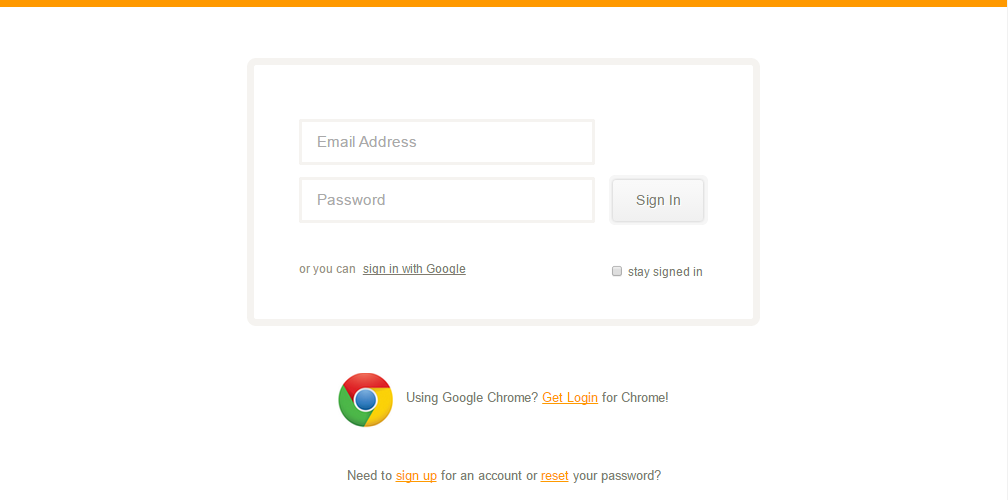 Email Address
Password
Sign In
or you can sign in with Google
stay signed in
Using Google Chrome? Get Login for Chrome!
Need to sign up for an account or reset your password?